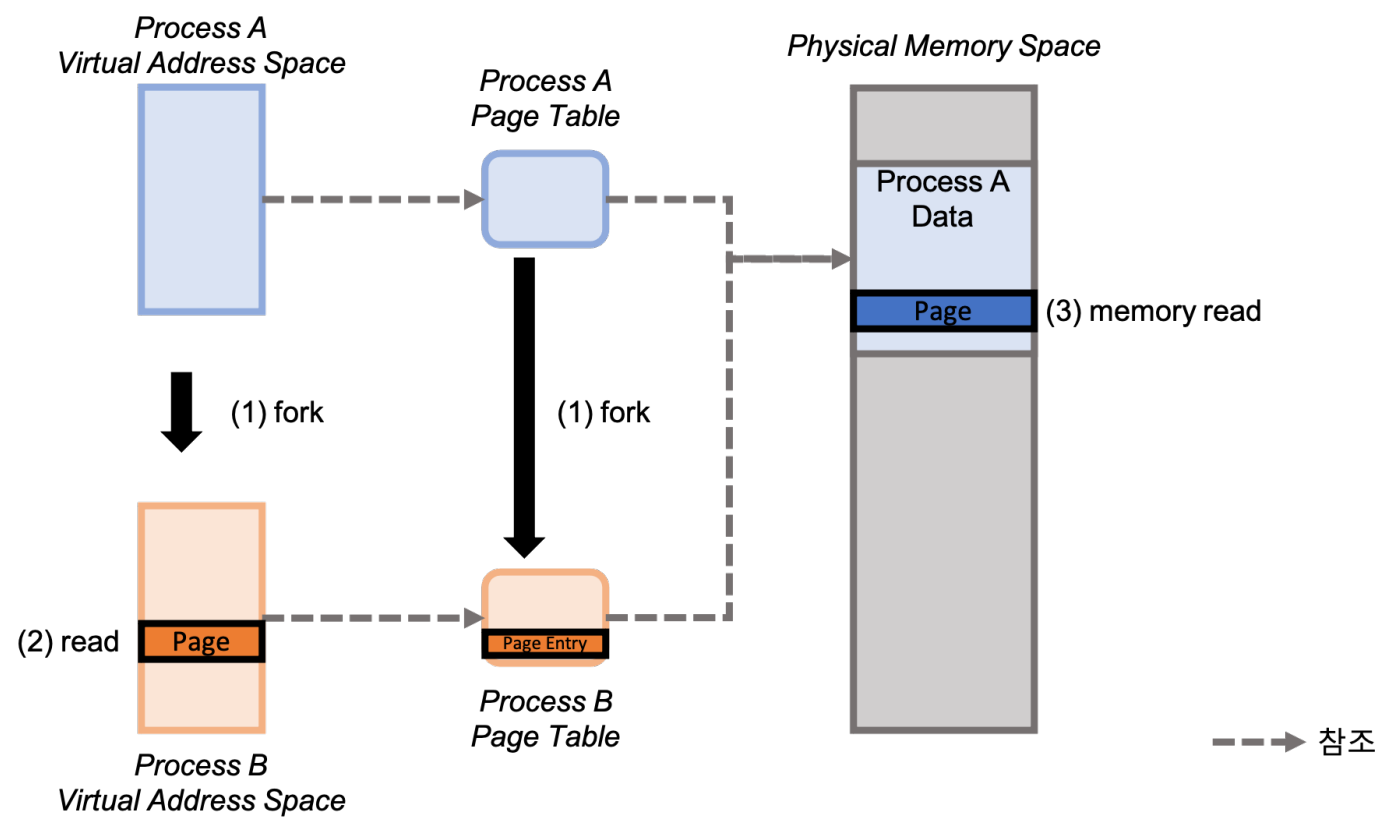 Process A
Virtual Address Space
Process A
Page Table
Physical Memory Space
Process A
Data
Page
(3) memory read
(1) fork
(1) fork
(2) read
Page
Page Entry
Process B
Page Table
Process B
Virtual Address Space
참조